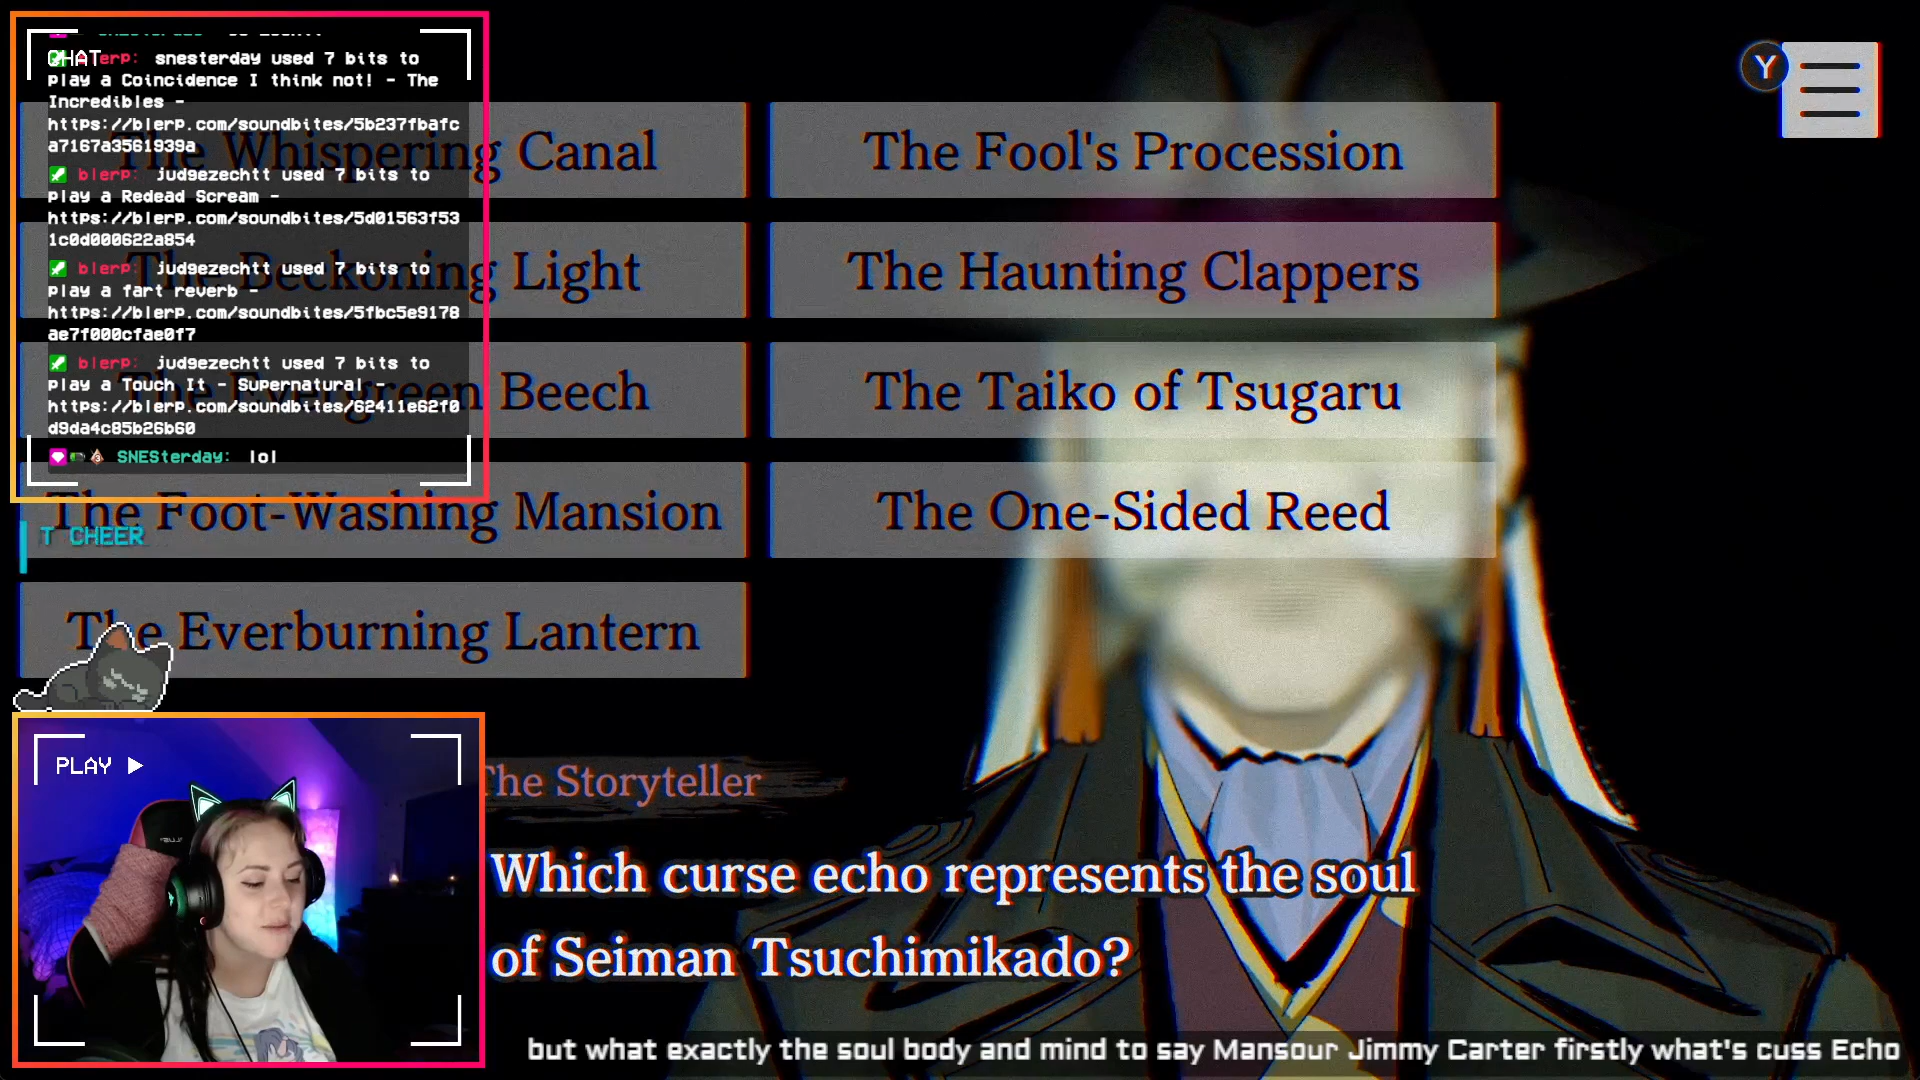 CHAT
erp: snesterday used 7 bits to
play a Coincidence I think not! - The
Incredibles -
https://blerp.com/soundbites/5b237fbafc
a7167a3561939a
blerp: judgezechtt used 7 bits to
play a Redead Scream -
https://blerp.com/soundbites/5d01563f53
1c0d000622a854
blerp: judgezechtt used 7 bits to
play a fart reverb -
https://blerp.com/soundbites/5fbc5e9178
ae7f000cfae0f7
blerp: judgezechtt used 7 bits to
play a Touch It - Supernatural -
https://blerp.com/soundbites/62411e62f0
d9da4c85b26b60
SNESterday: lol
The Whispering Canal
The Fool's Procession
The Beckoning Light
The Haunting Clappers
The Evergreen Beech
The Taiko of Tsugaru
The Foot-Washing Mansion
The One-Sided Reed
T CHEER
The Everburning Lantern
Y
PLAY
The Storyteller
Which curse echo represents the soul
of Seiman Tsuchimikado?
but what exactly the soul body and mind to say Mansour Jimmy Carter firstly what's cuss Echo